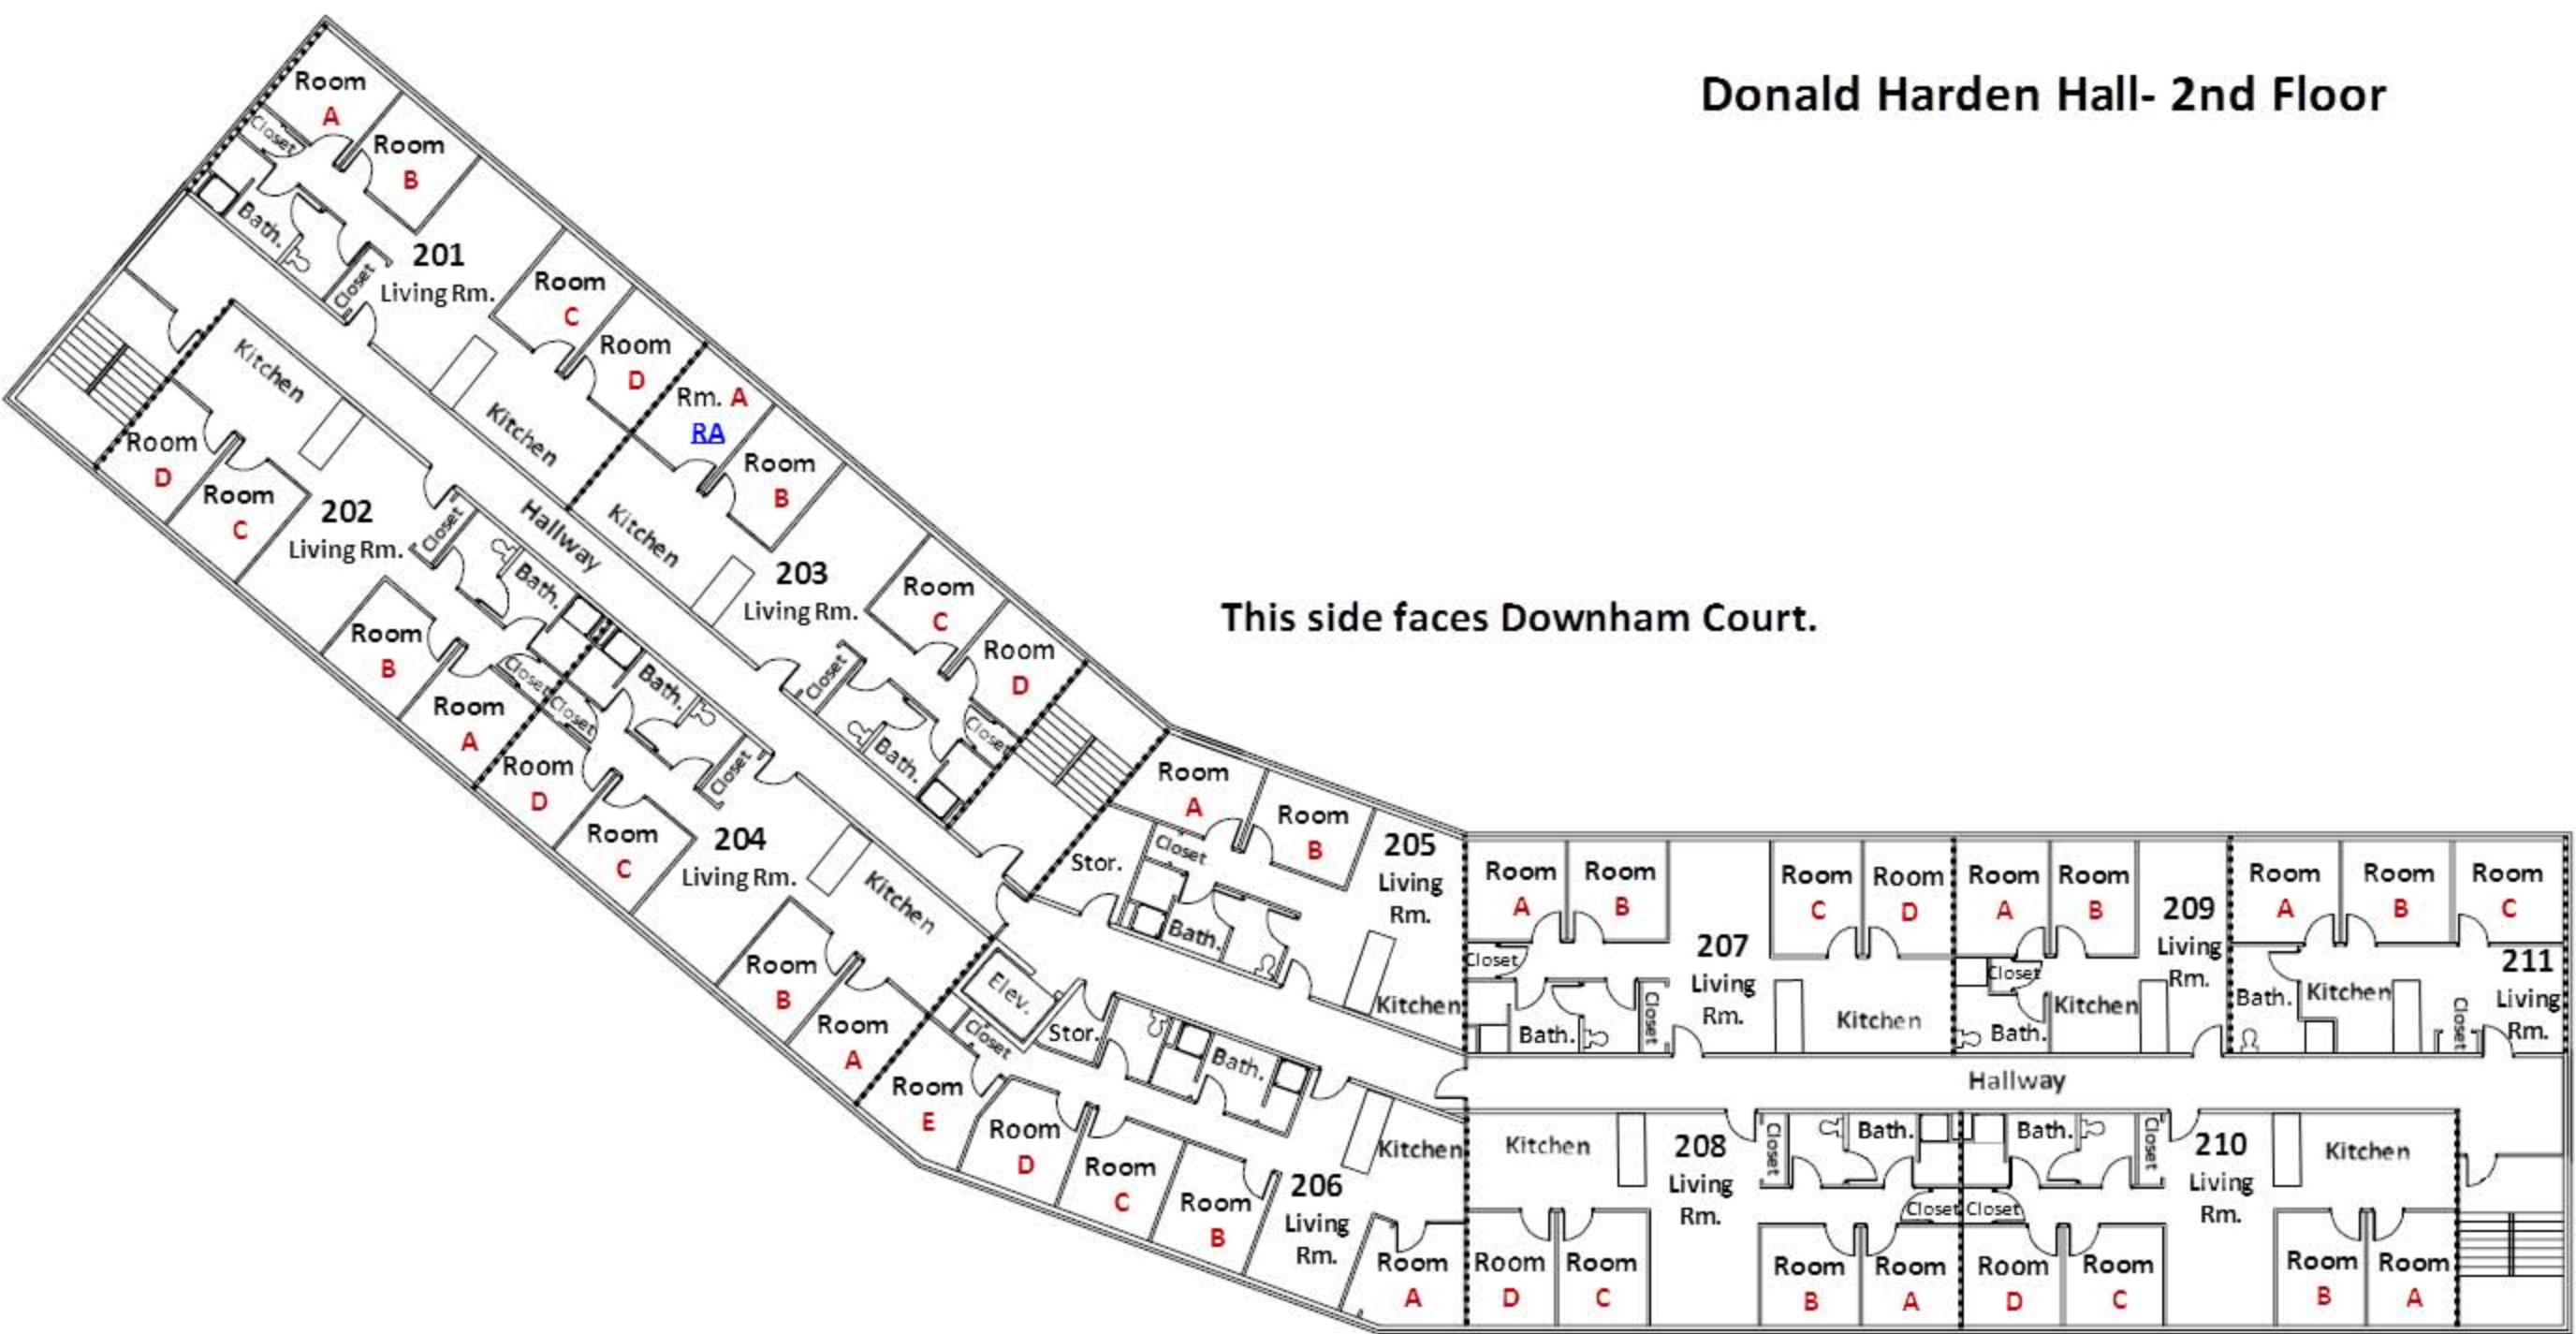 Donald Harden Hall- 2nd Floor
This side faces Downham Court.
Room
A
Closet
Room
B
Bath.
Closet
201
Living Rm.
Room
C
Room
D
Kitchen
Kitchen
Room
D
Room
C
202
Living Rm.
Closet
Bath.
Room
B
Room
A
Closet
Hallway
Rm. A
RA
Room
B
Kitchen
203
Living Rm.
Room
C
Room
D
Closet
Bath.
Closet
Closet
Bath.
Closet
Room
D
Room
C
204
Living Rm.
Kitchen
Room
B
Room
A
Room
A
Room
B
Stor.
Closet
Bath.
205
Living
Rm.
Kitchen
Elev.
Closet
Stor.
Bath.
Room
E
Room
D
Room
C
Room
B
206
Living
Rm.
Kitchen
Room
A
Room
A
Room
B
Closet
Bath.
Closet
207
Living
Rm.
Room
C
Room
D
Kitchen
Room
A
Room
B
Closet
Bath.
Kitchen
209
Living
Rm.
Room
A
Room
B
Room
C
Bath.
Kitchen
Closet
211
Living
Rm.
Hallway
Kitchen
Room
D
Room
C
208
Living
Rm.
Closet
Bath.
Closet
Room
B
Room
A
Bath.
Closet
Closet
Room
D
Room
C
210
Living
Rm.
Kitchen
Room
B
Room
A